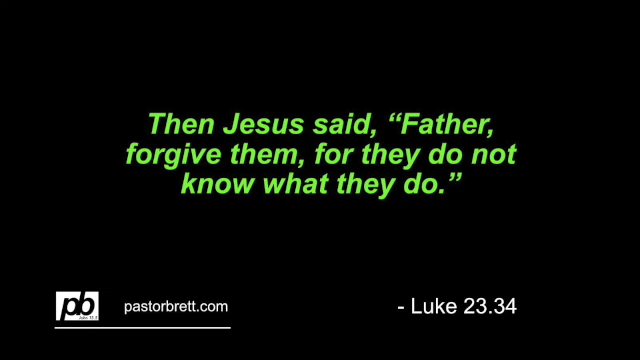 Then Jesus said, “Father,
forgive them, for they do not
know what they do.”
pb
pastorbrett.com
- Luke 23.34